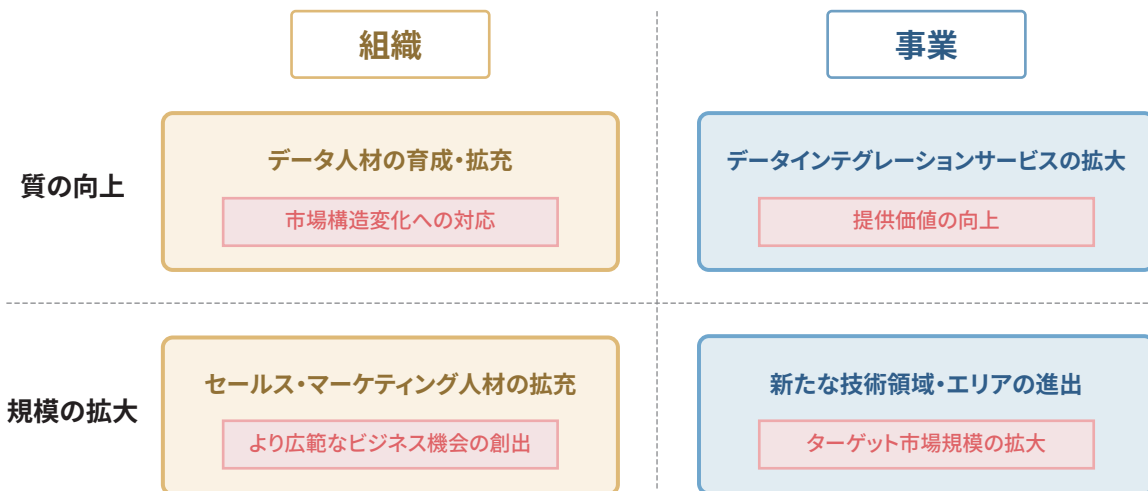 組織
事業
質の向上
データ人材の育成・拡充
市場構造変化への対応
データインテグレーションサービスの拡大
提供価値の向上
規模の拡大
セールス・マーケティング人材の拡充
より広範なビジネス機会の創出
新たな技術領域・エリアの進出
ターゲット市場規模の拡大